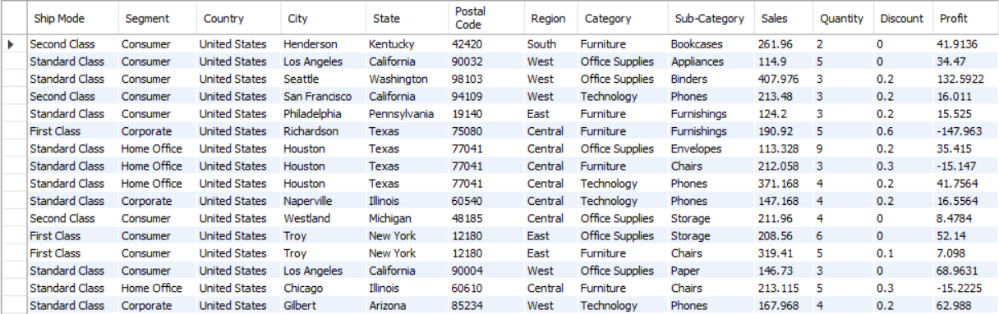 Ship Mode Segment Country City State Postal Code Region Category Sub-Category Sales Quantity Discount Profit
Second Class Consumer United States Henderson Kentucky 42420 South Furniture Bookcases 261.96 2 0 41.9136
Standard Class Consumer United States Los Angeles California 90032 West Office Supplies Appliances 114.9 5 0 34.47
Standard Class Consumer United States Seattle Washington 98103 West Office Supplies Binders 407.976 3 0.2 132.5922
Second Class Consumer United States San Francisco California 94109 West Technology Phones 213.48 3 0.2 16.011
Standard Class Consumer United States Philadelphia Pennsylvania 19140 East Furniture Furnishings 124.2 3 0.2 15.525
First Class Corporate United States Richardson Texas 75080 Central Furniture Furnishings 190.92 5 0.6 -147.963
Standard Class Home Office United States Houston Texas 77041 Central Office Supplies Envelopes 113.328 9 0.2 35.415
Standard Class Home Office United States Houston Texas 77041 Central Furniture Chairs 212.058 3 0.3 -15.147
Standard Class Home Office United States Houston Texas 77041 Central Technology Phones 371.168 4 0.2 41.7564
Standard Class Corporate United States Naperville Illinois 60540 Central Technology Phones 147.168 4 0.2 16.5564
Second Class Consumer United States Westland Michigan 48185 Central Office Supplies Storage 211.96 4 0 8.4784
First Class Consumer United States Troy New York 12180 East Office Supplies Storage 208.56 6 0 52.14
First Class Consumer United States Troy New York 12180 East Furniture Chairs 319.41 5 0.1 7.098
Standard Class Consumer United States Los Angeles California 90004 West Office Supplies Paper 146.73 3 0 68.9631
Standard Class Home Office United States Chicago Illinois 60610 Central Furniture Chairs 213.115 5 0.3 -15.2225
Standard Class Corporate United States Gilbert Arizona 85234 West Technology Phones 167.968 4 0.2 62.988